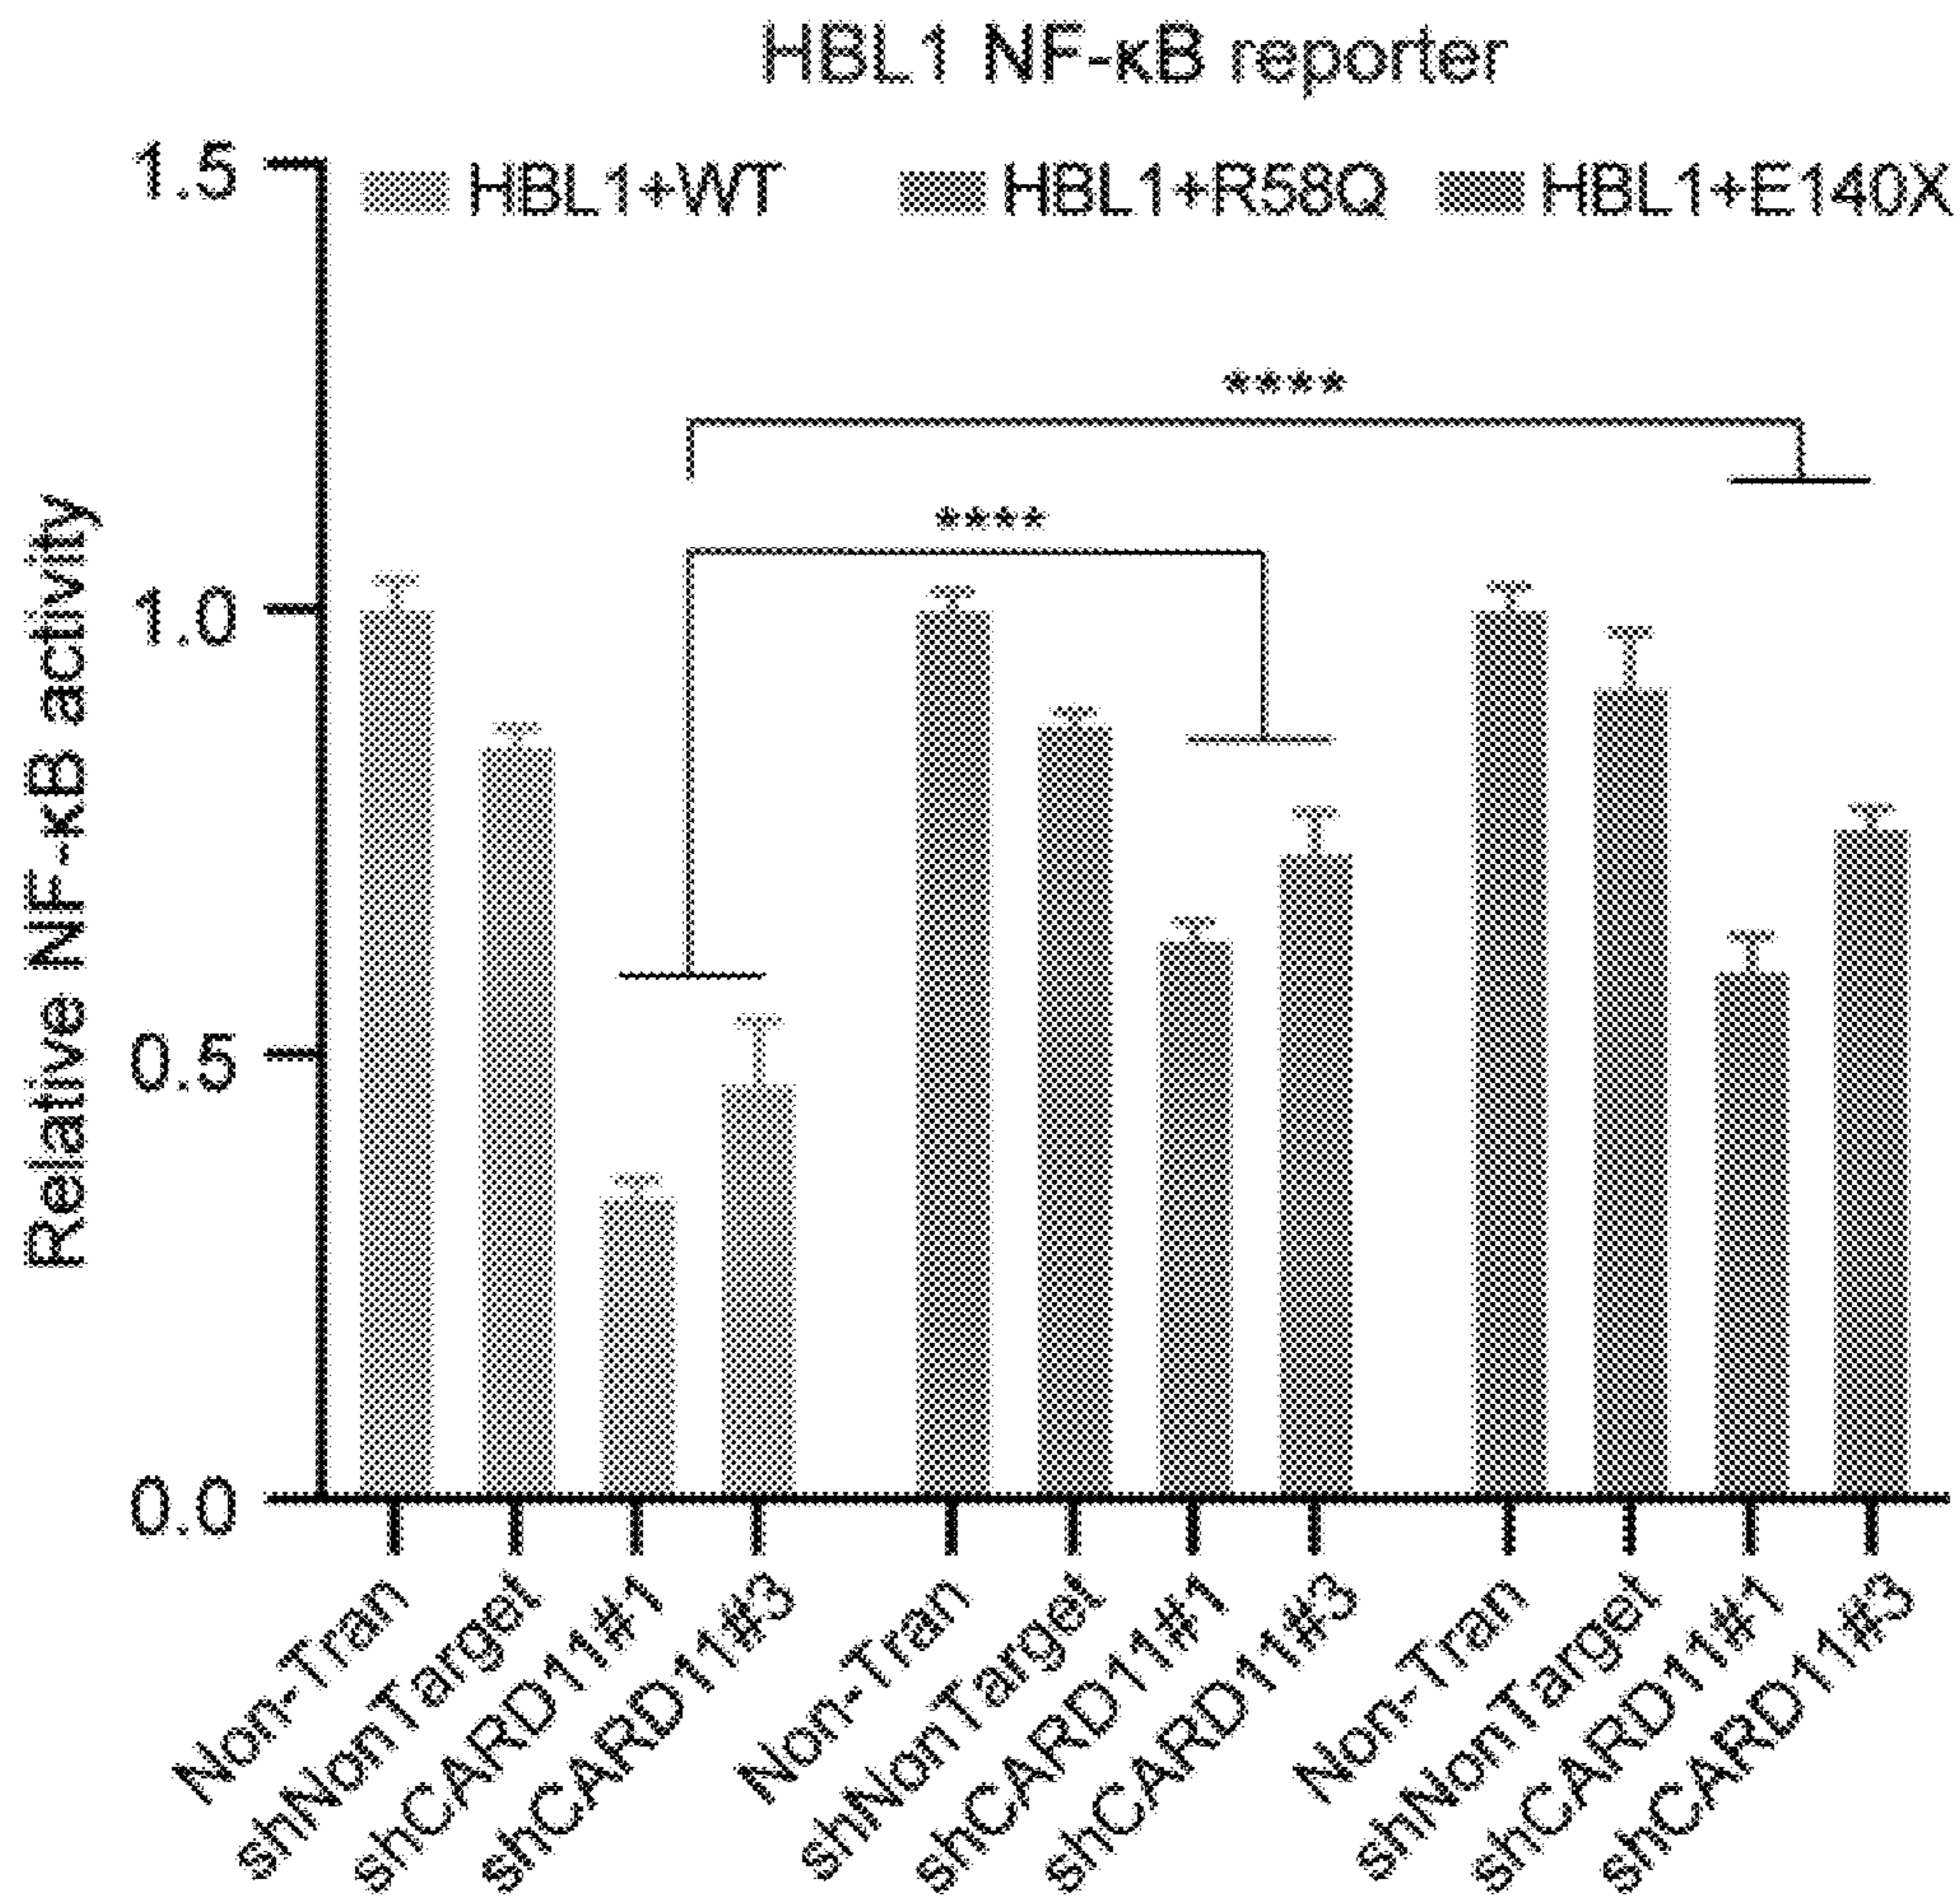 HBL1 NF-κB reporter
HBL1+WT HBL1+R58Q HBL1+E140X
Relative NF-κB activity
1.5
1.0
0.5
0.0
****
****
Non-Tran
shNonTarget
shCARD11#1
shCARD11#3
Non-Tran
shNonTarget
shCARD11#1
shCARD11#3
Non-Tran
shNonTarget
shCARD11#1
shCARD11#3